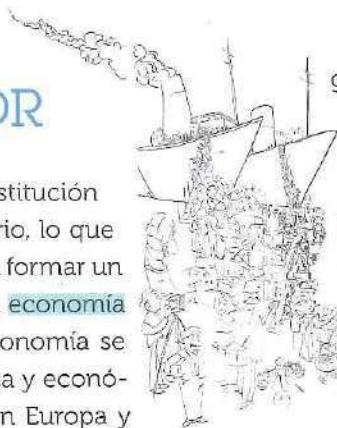 OR
stitución
rio, lo que
formar un
economía
onomía se
a y econó-
n Europa y
g